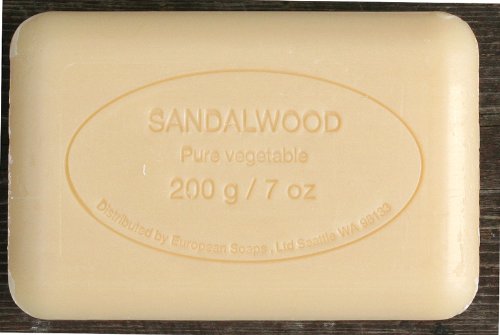 SANDALWOOD
Pure vegetable
200 g / 7 oz
Distributed by European Soaps, Ltd Seattle WA 98133